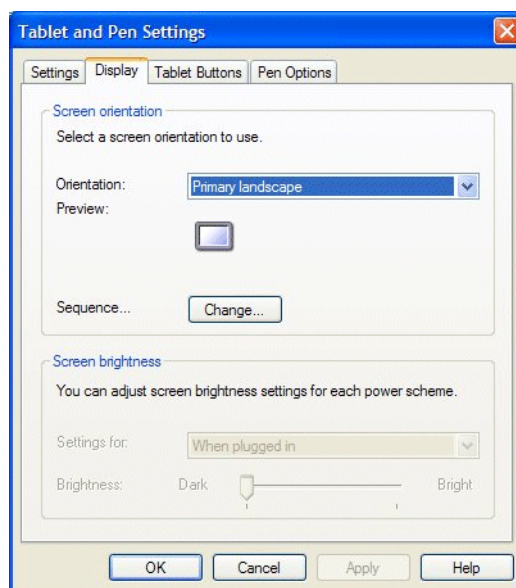 Tablet and Pen Settings
Settings Display Tablet Buttons Pen Options
Screen orientation
Select a screen orientation to use.
Orientation: Primary landscape
Preview:
Sequence... Change...
Screen brightness
You can adjust screen brightness settings for each power scheme.
Settings for: When plugged in
Brightness: Dark Bright
OK Cancel Apply Help